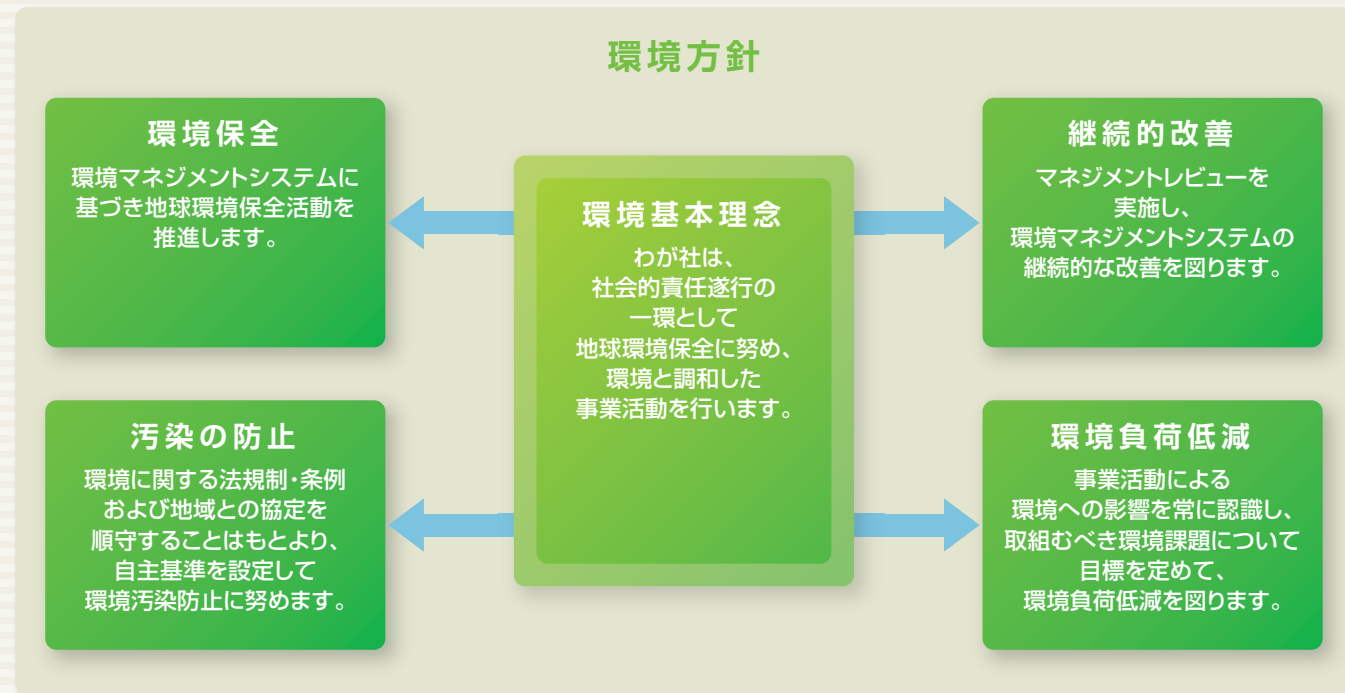 環境方針
環境保全
環境マネジメントシステムに
基づき地球環境保全活動を
推進します。
汚染の防止
環境に関する法規制・条例
および地域との協定を
順守することはもとより、
自主基準を設定して
環境汚染防止に努めます。
環境基本理念
わが社は、
社会的責任遂行の
一環として
地球環境保全に努め、
環境と調和した
事業活動を行います。
継続的改善
マネジメントレビューを
実施し、
環境マネジメントシステムの
継続的な改善を図ります。
環境負荷低減
事業活動による
環境への影響を常に認識し、
取組むべき環境課題について
目標を定めて、
環境負荷低減を図ります。